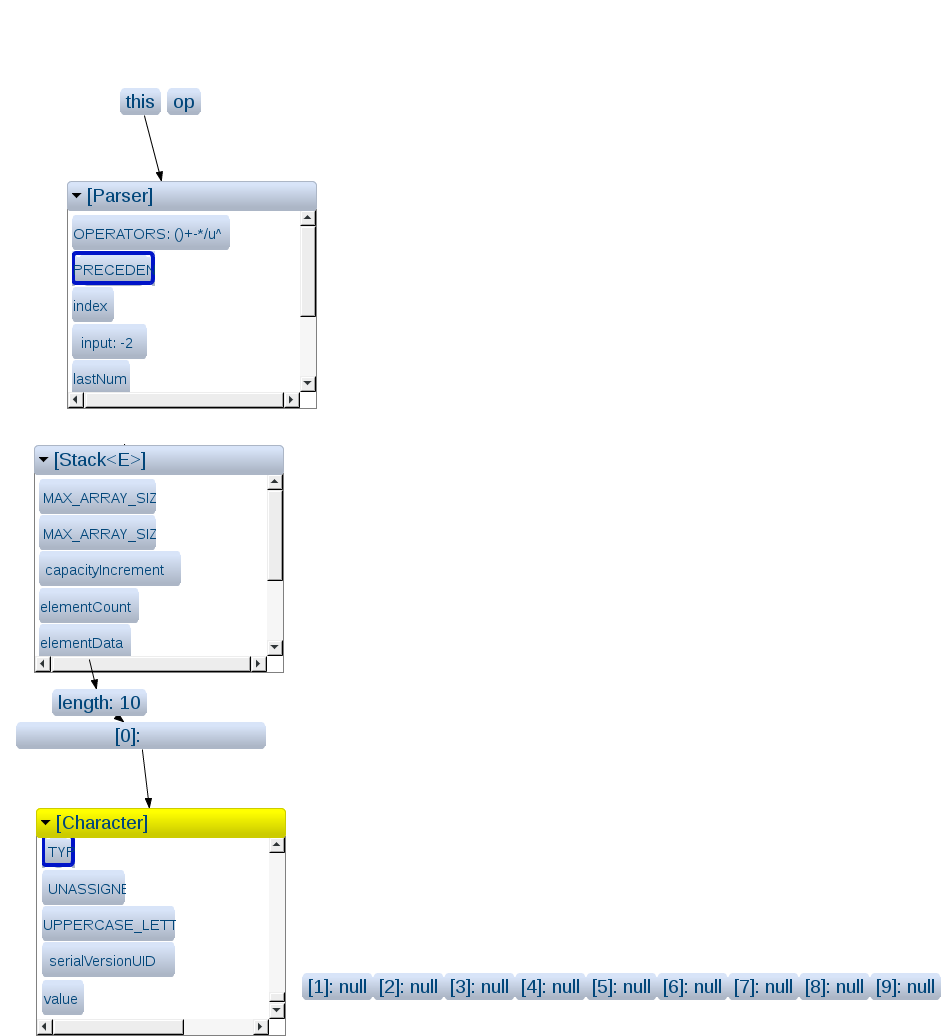 this op
[Parser]
OPERATORS: ()+-*/u^
PRECEDEN
index
input: -2
lastNum
[Stack<E>]
MAX_ARRAY_SIZ
MAX_ARRAY_SIZ
capacityIncrement
elementCount
elementData
length: 10
[0]:
[Character]
TYP
UNASSIGNE
UPPERCASE_LETT
serialVersionUID
value
[1]: null [2]: null [3]: null [4]: null [5]: null [6]: null [7]: null [8]: null [9]: null